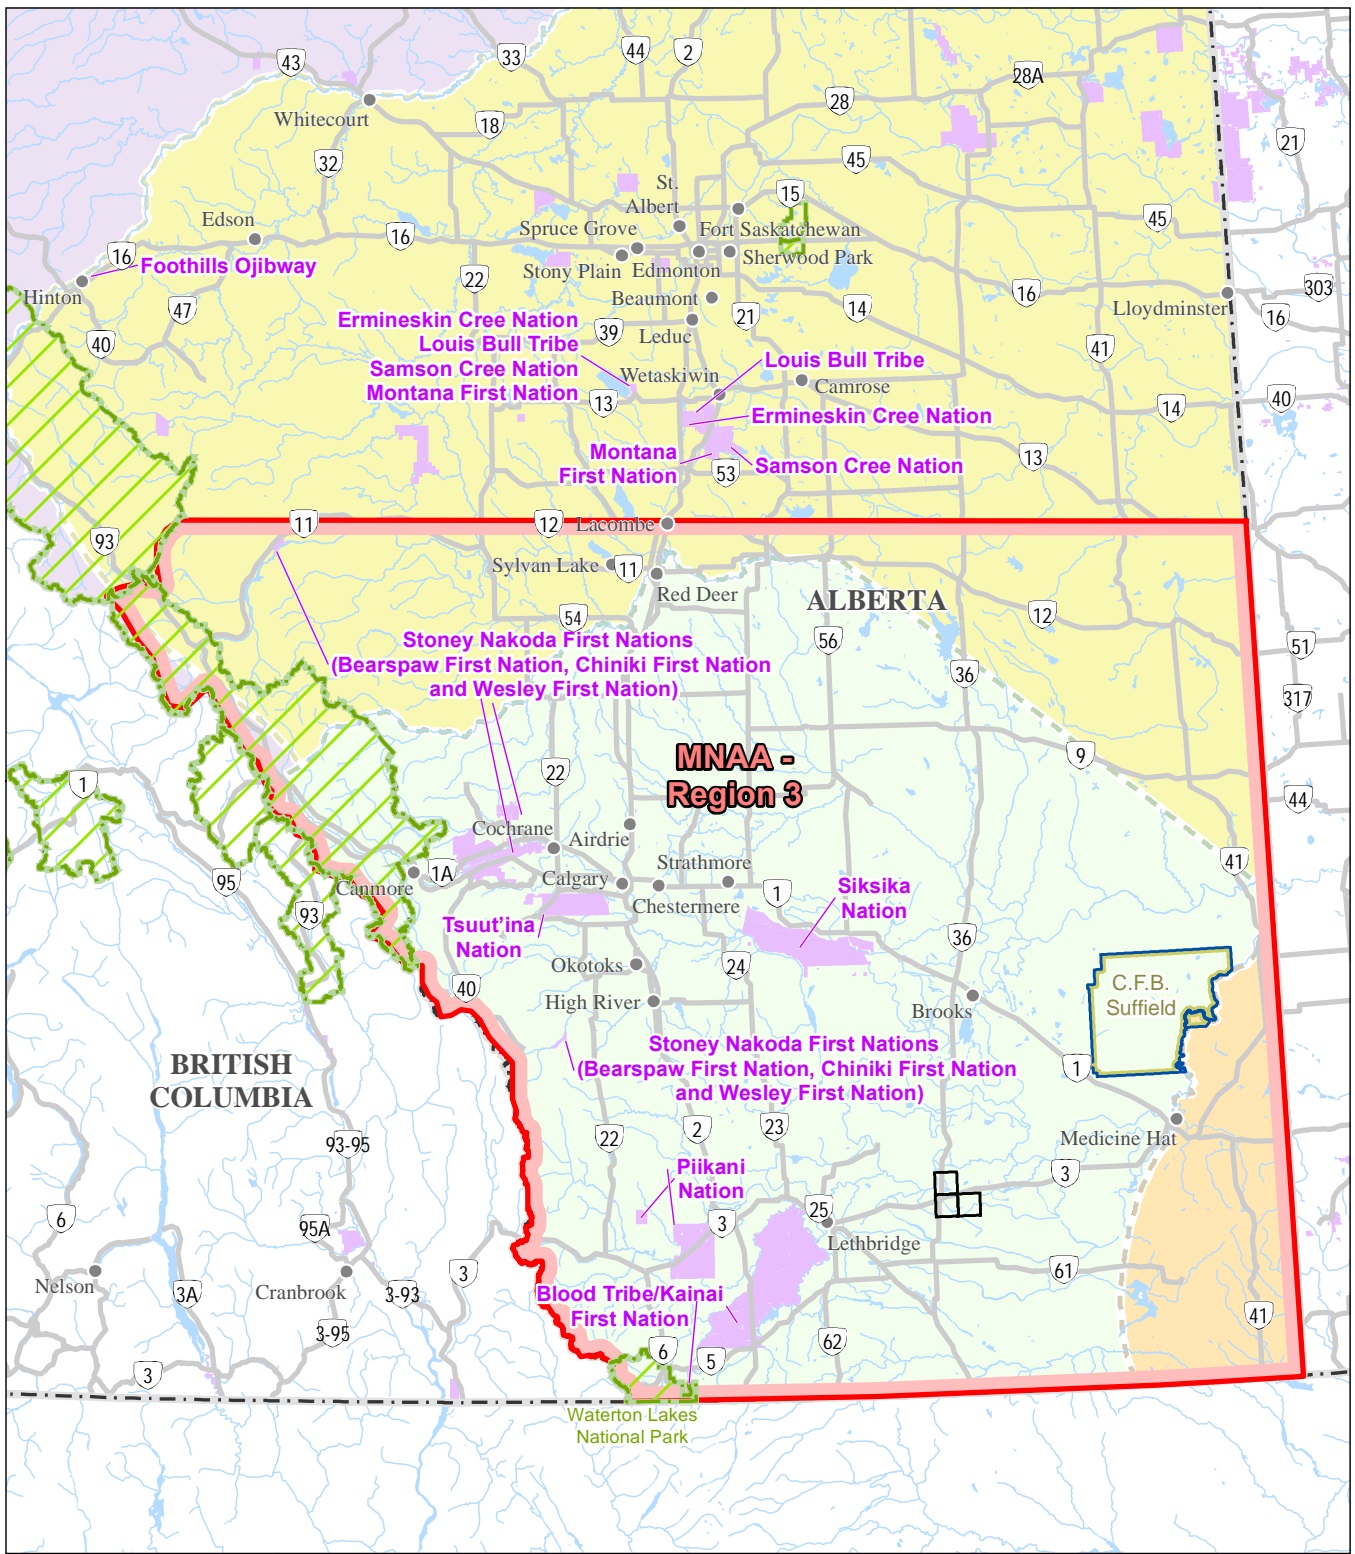 43
33
44
2
28A
28
Whitecourt
18
21
32
45
St.
Albert
15
45
Edson
Spruce Grove
Fort Saskatchewan
16
16
Stony Plain
Edmonton
Sherwood Park
Foothills Ojibway
22
Hinton
Beaumont
16
303
47
21
14
Lloydminster
16
Ermineskin Cree Nation
Louis Bull Tribe
Samson Cree Nation
Montana First Nation
39
Leduc
40
41
Wetaskiwin
Louis Bull Tribe
Camrose
13
14
40
Ermineskin Cree Nation
Montana
First Nation
Samson Cree Nation
53
13
93
11
12
Lacombe
Sylvan Lake
11
Red Deer
ALBERTA
54
12
56
51
Stoney Nakoda First Nations
(Bearspaw First Nation, Chiniki First Nation
and Wesley First Nation)
36
317
MNAA -
Region 3
9
22
1
44
Cochrane
Airdrie
Strathmore
41
95
Canmore
1A
Calgary
Chestermere
1
Siksika
Nation
93
Tsuut'ina
Nation
36
24
Okotoks
40
C.F.B.
Suffield
High River
Brooks
BRITISH
COLUMBIA
Stoney Nakoda First Nations
(Bearspaw First Nation, Chiniki First Nation
and Wesley First Nation)
1
93-95
22
2
23
Medicine Hat
Piikani
Nation
3
6
95A
3
25
Lethbridge
Nelson
3A
Cranbrook
3-93
3
61
Blood Tribe/Kainai
First Nation
41
3-95
62
3
6
5
Waterton Lakes
National Park